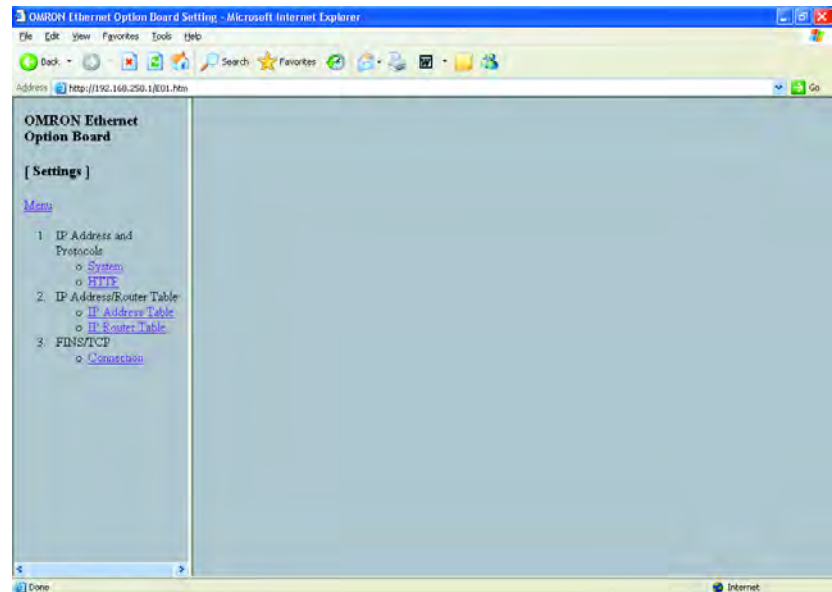 OMRON Ethernet Option Board Setting - Microsoft Internet Explorer
File Edit View Favorites Tools Help
Back Search Favorites
Address http://192.168.250.1/E01.htm Go
OMRON Ethernet
Option Board
[ Settings ]
Menu
1. IP Address and
Protocols
o System
o HTTP
2. IP Address/Router Table
o IP Address Table
o IP Router Table
3. FINS/TCP
o Connection
Done Internet